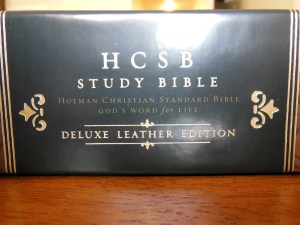 HCSB
STUDY BIBLE
HOLMAN CHRISTIAN STANDARD BIBLE
GOD'S WORD for LIFE
DELUXE LEATHER EDITION